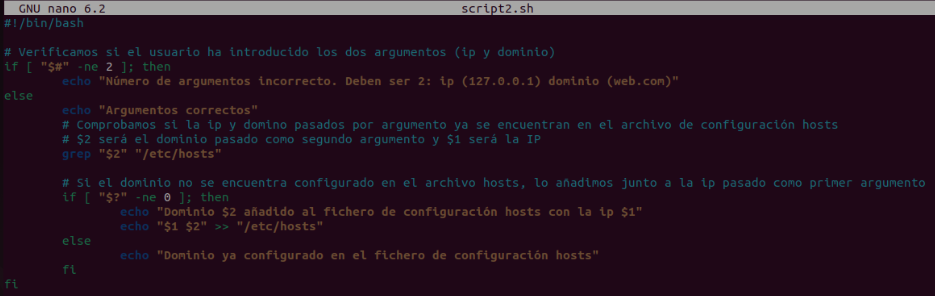 GNU nano 6.2 script2.sh
#!/bin/bash
# Verificamos si el usuario ha introducido los dos argumentos (ip y dominio)
if [ "$#" -ne 2 ]; then
echo "Número de argumentos incorrecto. Deben ser 2: ip (127.0.0.1) dominio (web.com)"
else
echo "Argumentos correctos"
# Comprobamos si la ip y domino pasados por argumento ya se encuentran en el archivo de configuración hosts
# $2 será el dominio pasado como segundo argumento y $1 será la IP
grep "$2" "/etc/hosts"
# Si el dominio no se encuentra configurado en el archivo hosts, lo añadimos junto a la ip pasado como primer argumento
if [ "$?" -ne 0 ]; then
echo "Dominio $2 añadido al fichero de configuración hosts con la ip $1"
echo "$1 $2" >> "/etc/hosts"
else
echo "Dominio ya configurado en el fichero de configuración hosts"
fi
fi